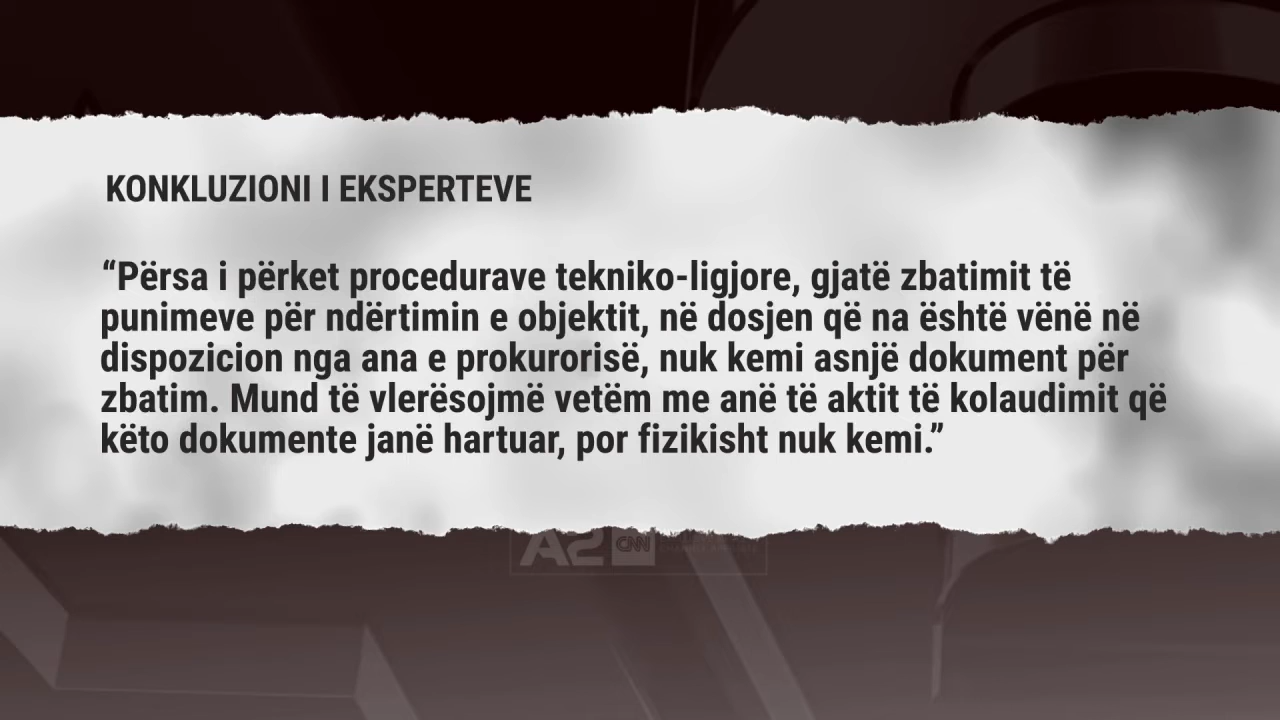 KONKLUZIONI I EKSPERTEVE
“Përsa i përket procedurave tekniko-ligjore, gjatë zbatimit të
punimeve për ndërtimin e objektit, në dosjen që na është vënë në
dispozicion nga ana e prokurorisë, nuk kemi asnjë dokument për
zbatim. Mund të vlerësojmë vetëm me anë të aktit të kolaudimit që
këto dokumente janë hartuar, por fizikisht nuk kemi.”
A2 CNN